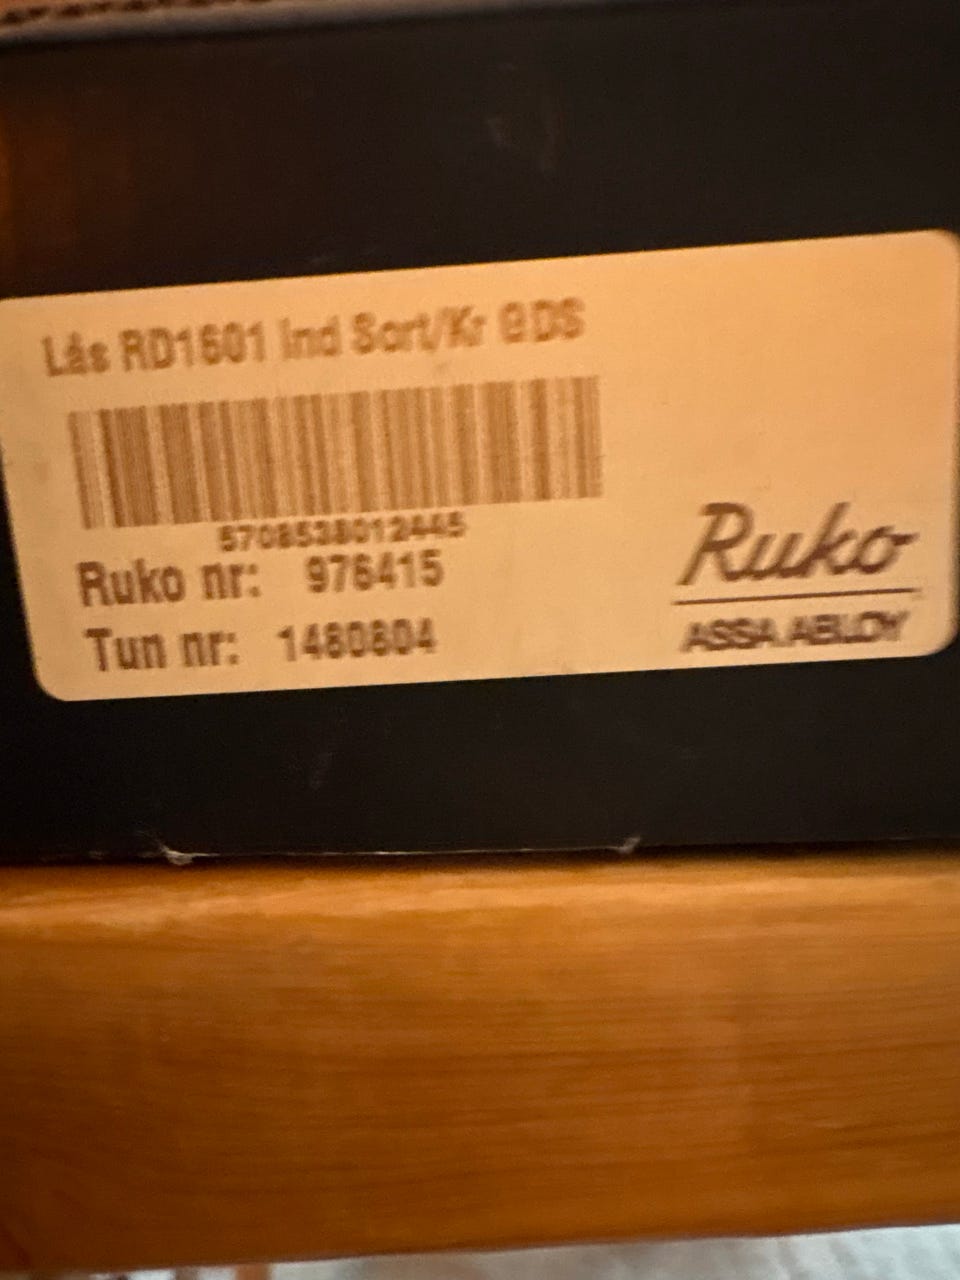 Lås RD1601 Ind Sort/Kr GDS
5708538012445
Ruko nr: 976415
Tun nr: 1480804
Ruko
ASSA ABLOY